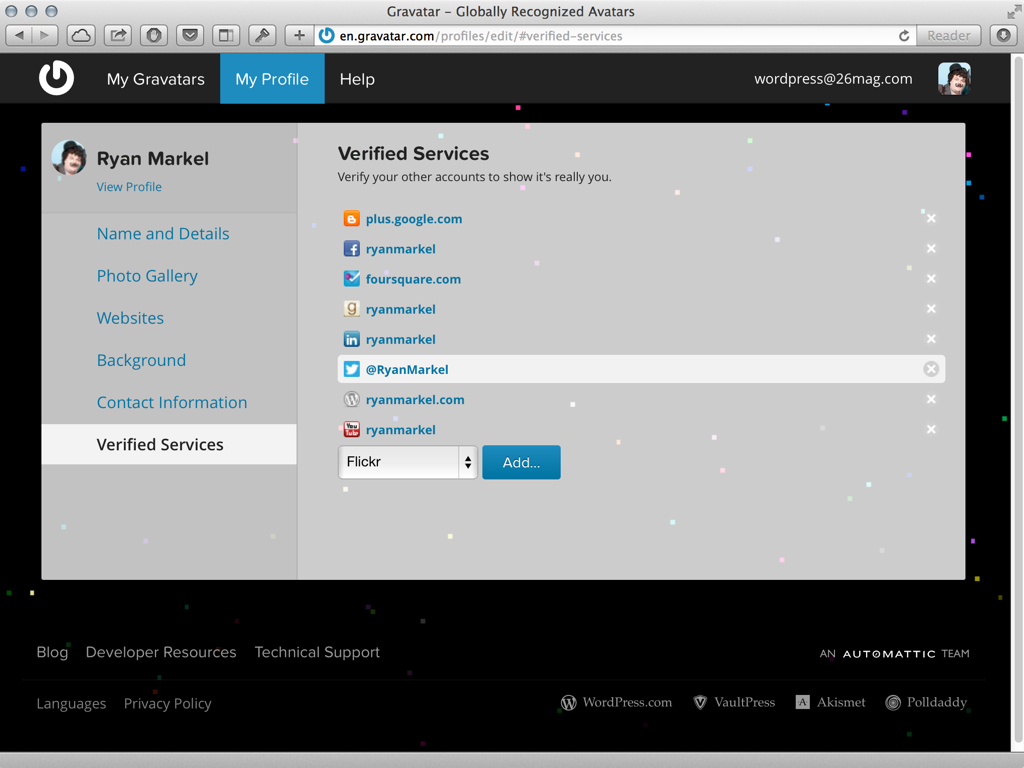 Gravatar – Globally Recognized Avatars
en.gravatar.com/profiles/edit/#verified-services
Reader
My Gravatars
My Profile
Help
wordpress@26mag.com
Ryan Markel
View Profile
Name and Details
Photo Gallery
Websites
Background
Contact Information
Verified Services
Verified Services
Verify your other accounts to show it's really you.
plus.google.com
ryanmarkel
foursquare.com
ryanmarkel
ryanmarkel
@RyanMarkel
ryanmarkel.com
You Tube ryanmarkel
Flickr
Add...
Blog
Developer Resources
Technical Support
AN AUTOMATTIC TEAM
Languages
Privacy Policy
WordPress.com
VaultPress
Akismet
Polldaddy